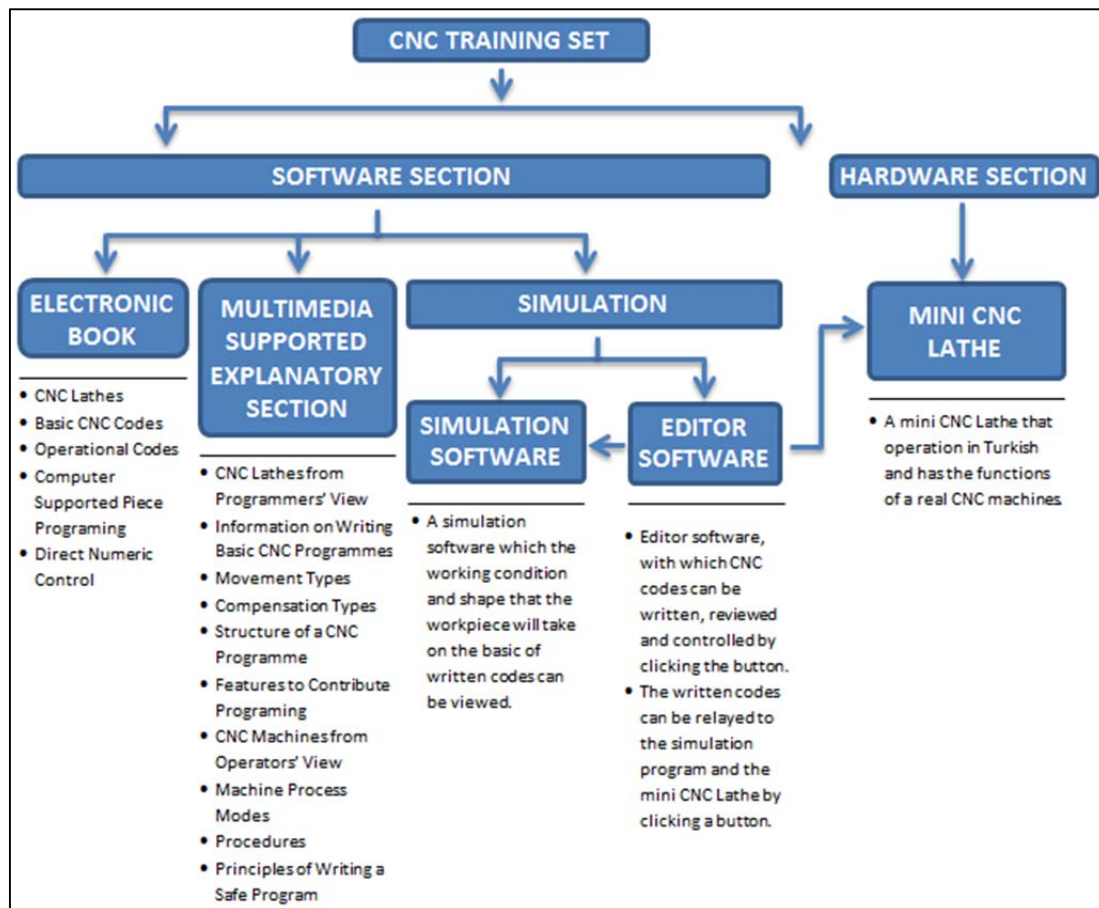 CNC TRAINING SET
SOFTWARE SECTION
HARDWARE SECTION
ELECTRONIC
BOOK
• CNC Lathes
• Basic CNC Codes
• Operational Codes
• Computer
Supported Piece
Programing
• Direct Numeric
Control
MULTIMEDIA
SUPPORTED
EXPLANATORY
SECTION
• CNC Lathes from
Programmers' View
• Information on Writing
Basic CNC Programmes
• Movement Types
• Compensation Types
• Structure of a CNC
Programme
• Features to Contribute
Programing
• CNC Machines from
Operators' View
• Machine Process
Modes
• Procedures
• Principles of Writing a
Safe Program
SIMULATION
SIMULATION
SOFTWARE
• A simulation
software which the
working condition
and shape that the
workpiece will take
on the basic of
written codes can
be viewed.
EDITOR
SOFTWARE
• Editor software,
with which CNC
codes can be
written, reviewed
and controlled by
clicking the button.
• The written codes
can be relayed to
the simulation
program and the
mini CNC Lathe by
clicking a button.
MINI CNC
LATHE
• A mini CNC Lathe that
operation in Turkish
and has the functions
of a real CNC machines.